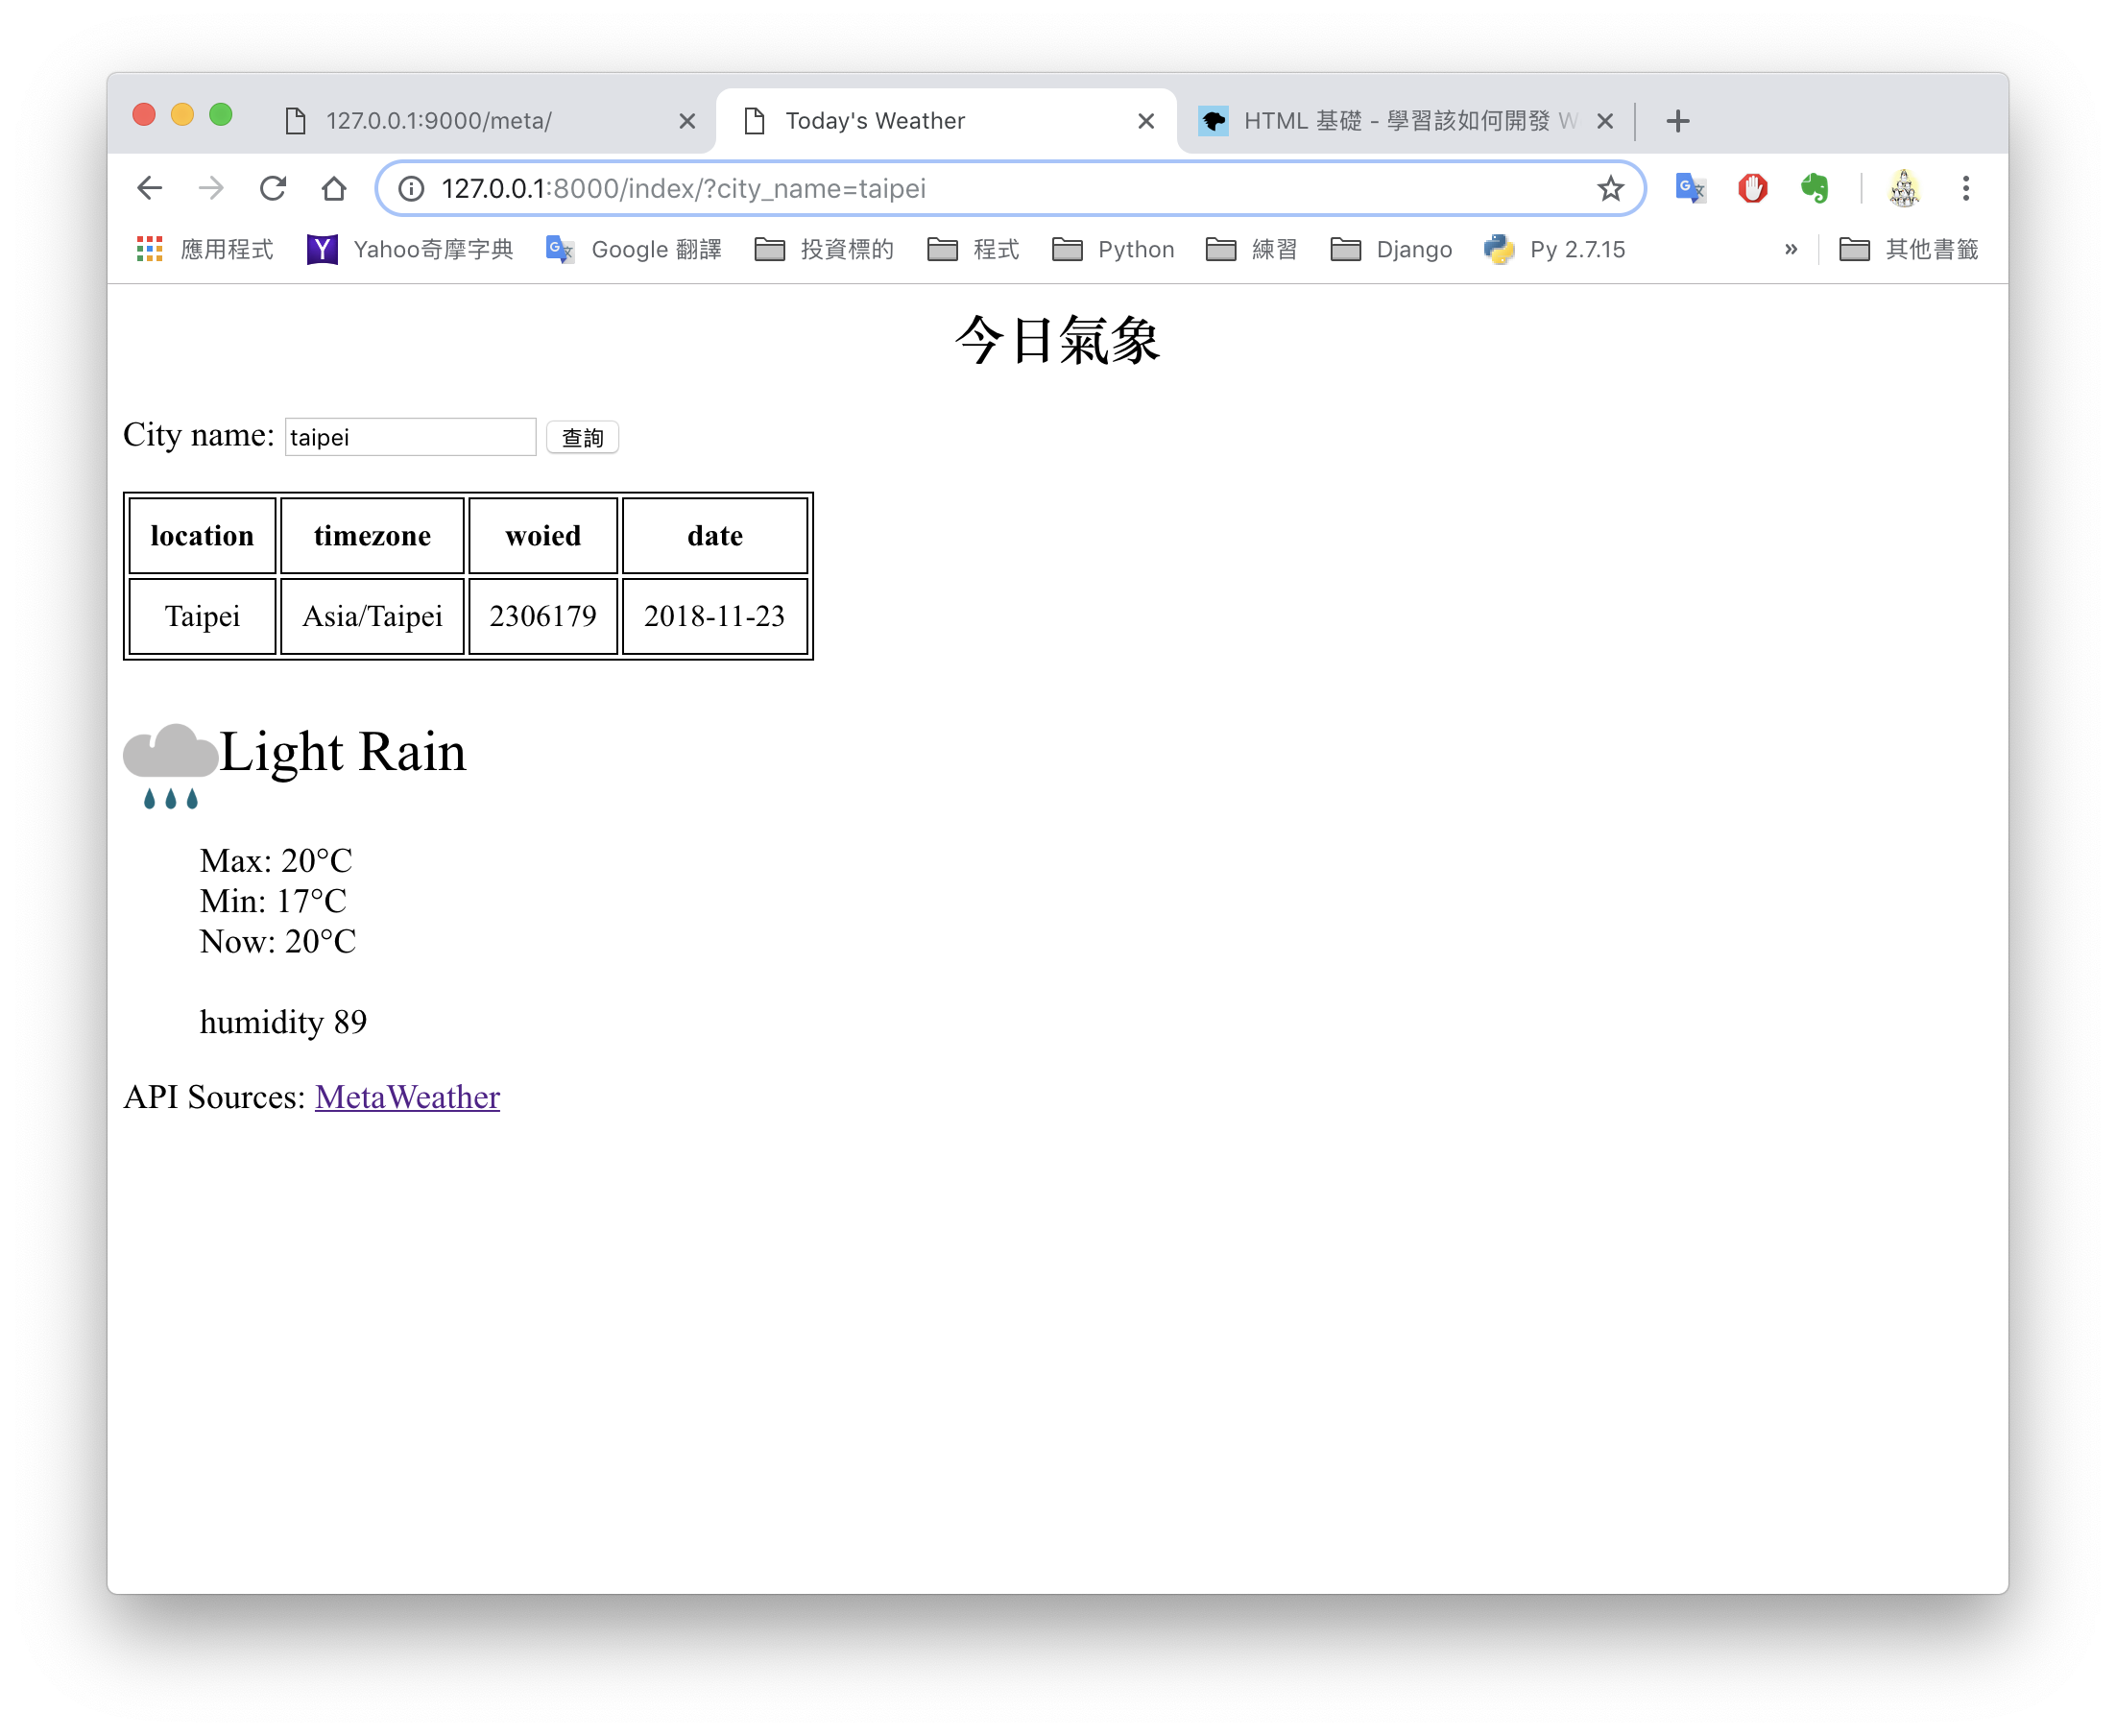 127.0.0.1:9000/meta/ Today's Weather HTML 基礎 - 學習該如何開發 W
127.0.0.1:8000/index/?city_name=taipei
應用程式 Yahoo奇摩字典 Google 翻譯 投資標的 程式 Python 練習 Django Py 2.7.15 » 其他書籤
今日氣象
City name: taipei 查詢
location timezone woied date
Taipei Asia/Taipei 2306179 2018-11-23
Light Rain
Max: 20°C
Min: 17°C
Now: 20°C
humidity 89
API Sources: MetaWeather